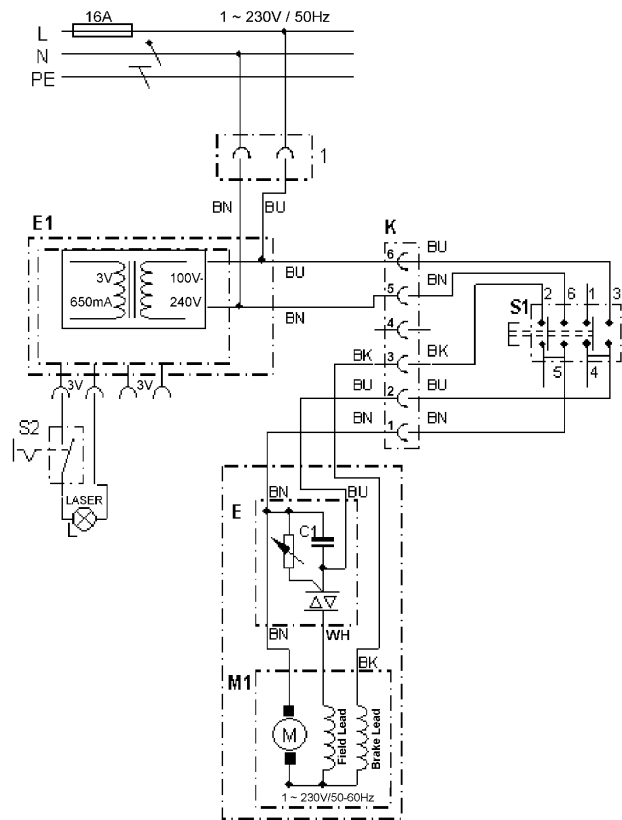 16A 1 ~ 230V / 50Hz
L
N
PE
1
BN BU
E1 K
3V 100V-
650mA 240V
BU 6 BU
BN 5 BN
4
BK 3 BK
BU 2 BU
BN 1 BN
2 6 1 3
S1
5 4
3V 3V
S2
LASER
L
BN BU
E C1
BN WH
BK
M1
M
Field Lead
Brake Lead
1 ~ 230V/50-60Hz